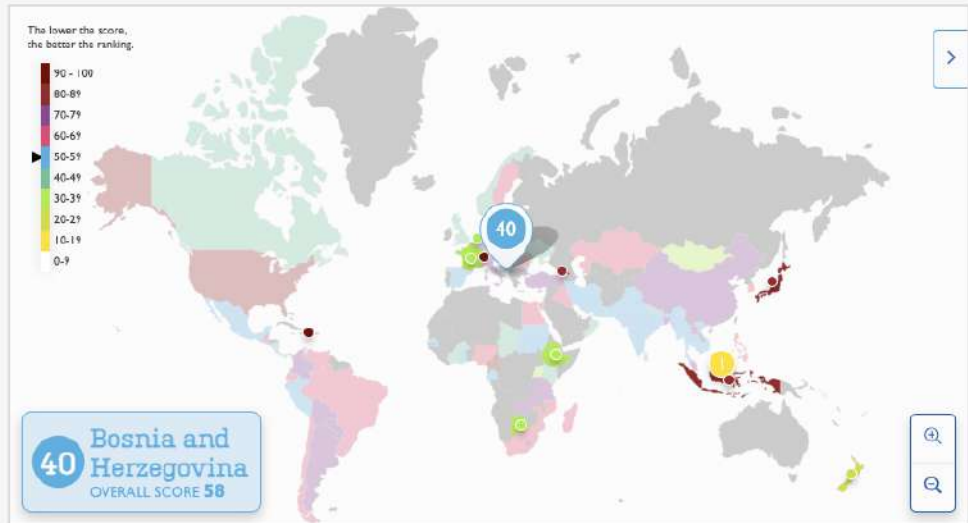 The lower the score,
the better the ranking.
90 - 100
80-89
70-79
60-69
50-59
40-49
30-39
20-29
10-19
0-9
40
1
40
Bosnia and
Herzegovina
OVERALL SCORE 58